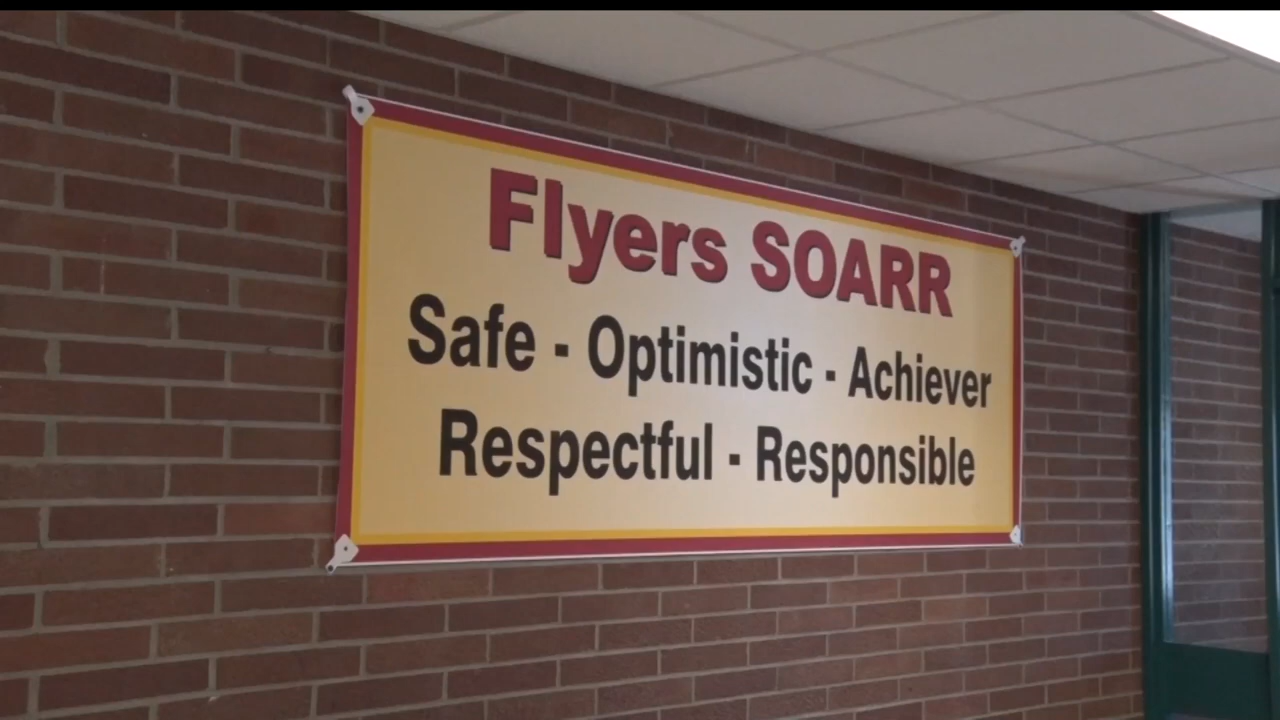 Flyers SOARR
Safe - Optimistic - Achiever
Respectful - Responsible